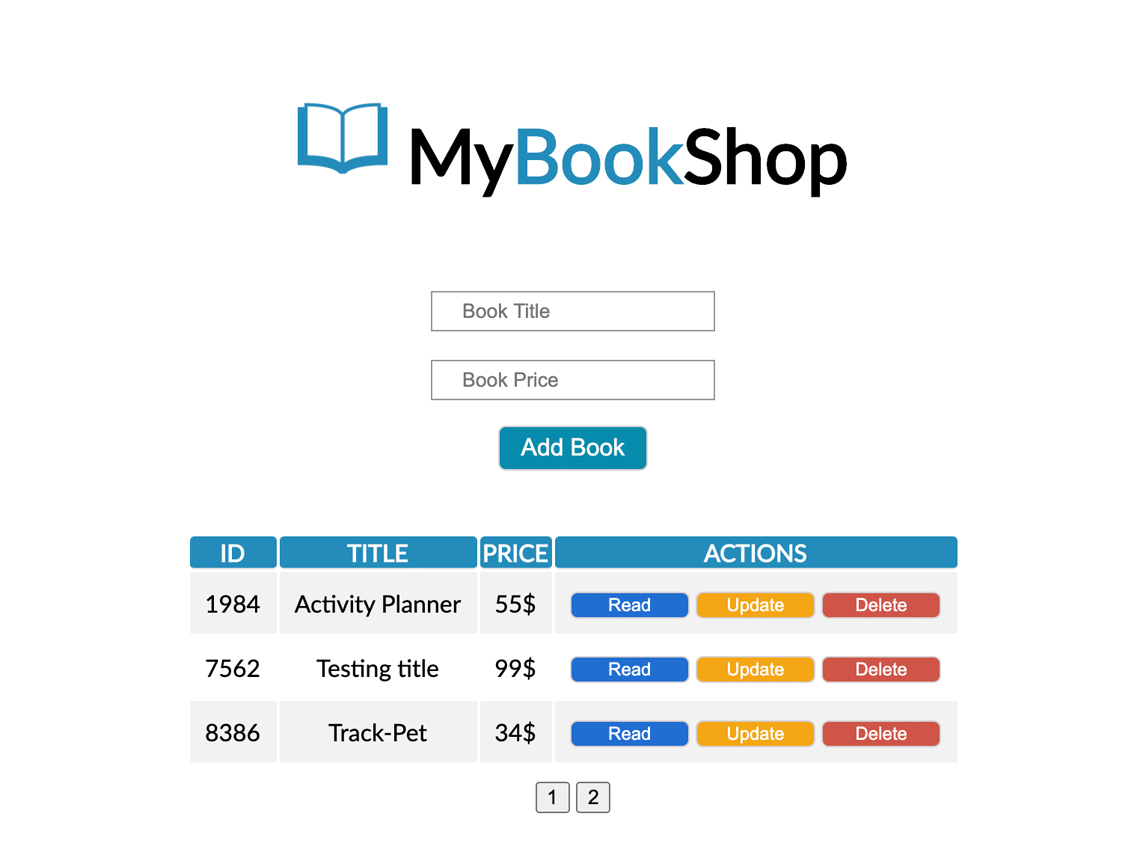 MyBookShop
Book Title
Book Price
Add Book
ID TITLE PRICE ACTIONS
1984 Activity Planner 55$ Read Update Delete
7562 Testing title 99$ Read Update Delete
8386 Track-Pet 34$ Read Update Delete
1 2